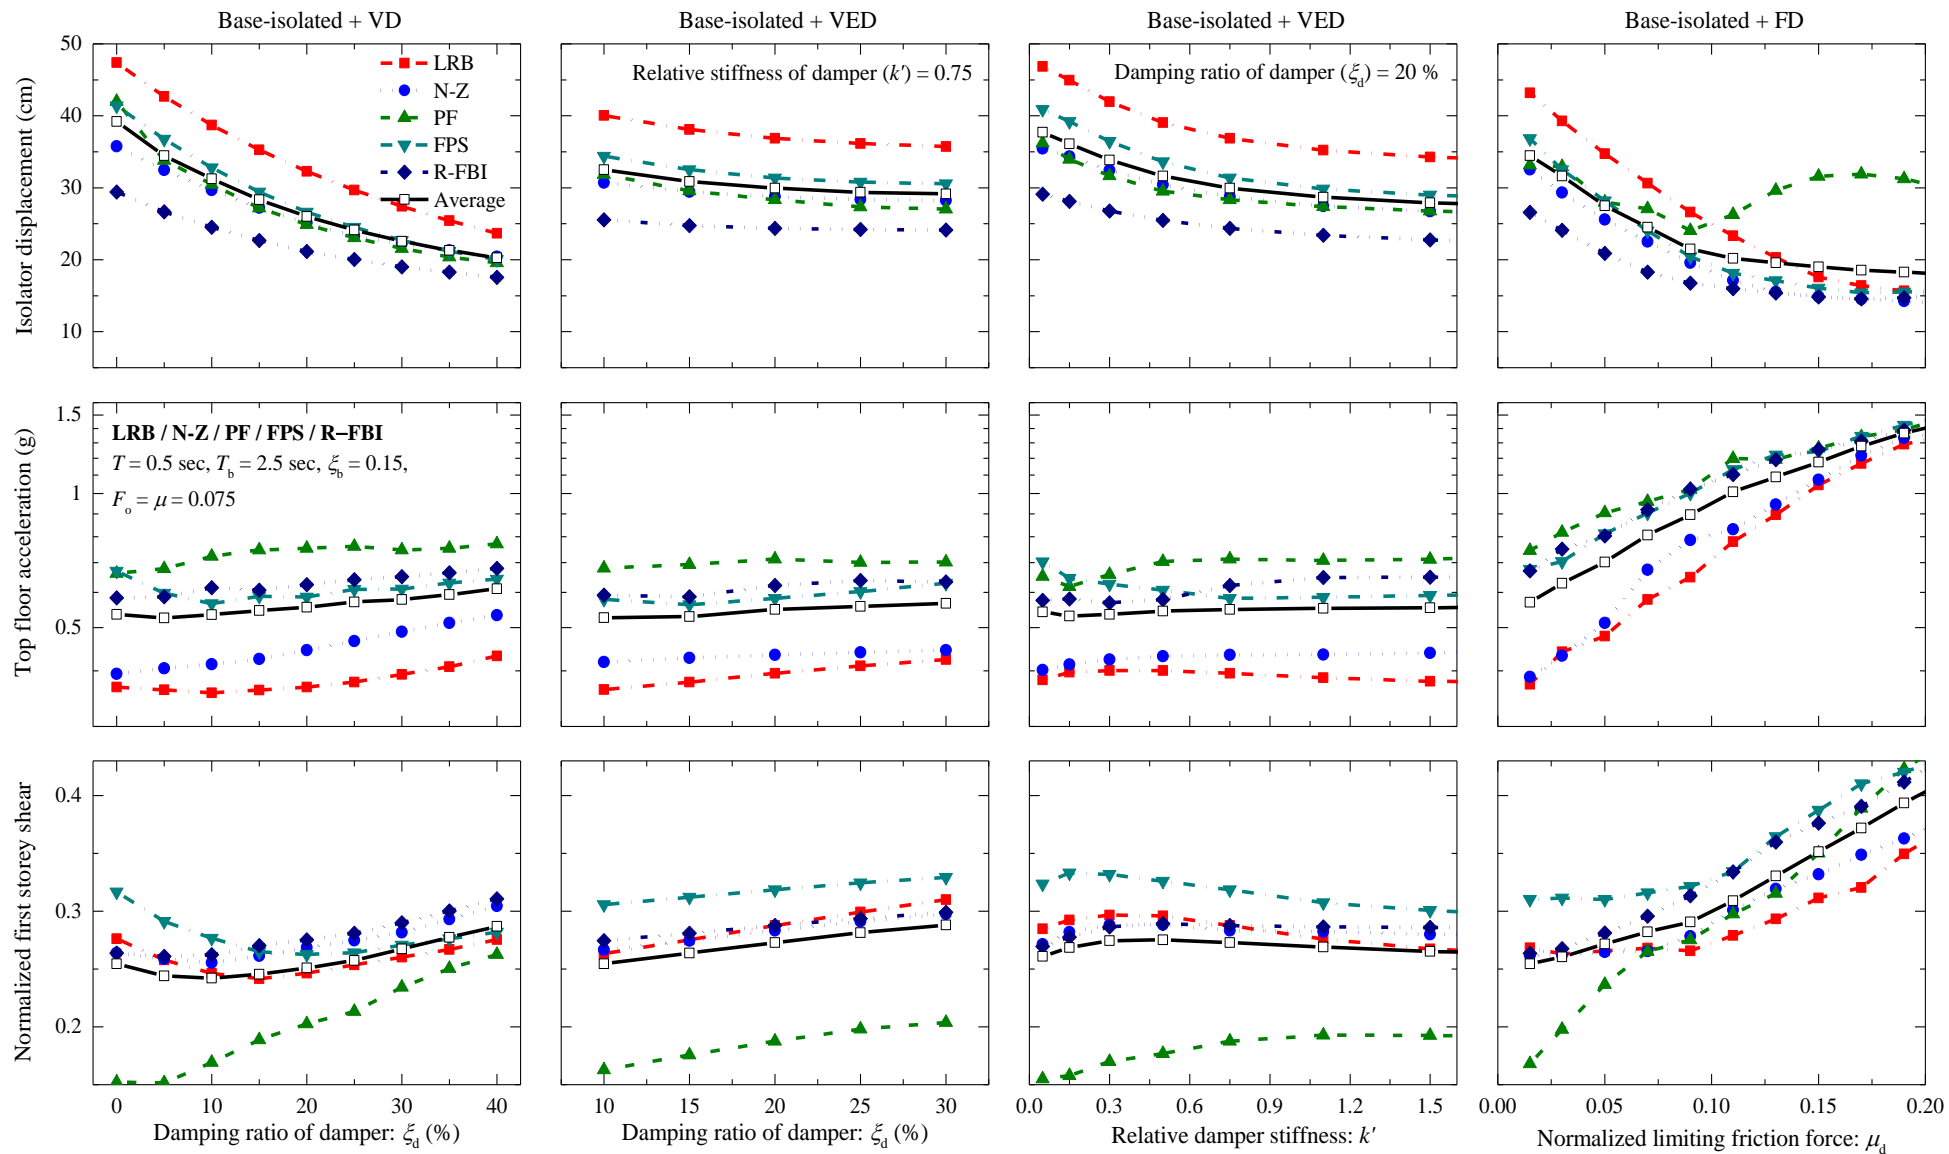 Base-isolated + VD
Base-isolated + VED
Base-isolated + VED
Base-isolated + FD
Isolator displacement (cm)
50
40
30
20
10
LRB
N-Z
PF
FPS
R-FBI
Average
Relative stiffness of damper (k′) = 0.75
Damping ratio of damper (ξd) = 20 %
Top floor acceleration (g)
1.5
1
0.5
LRB / N-Z / PF / FPS / R–FBI
T = 0.5 sec, Tb = 2.5 sec, ξb = 0.15,
Fo = μ = 0.075
Normalized first storey shear
0.4
0.3
0.2
0 10 20 30 40
Damping ratio of damper: ξd (%)
10 15 20 25 30
Damping ratio of damper: ξd (%)
0.0 0.3 0.6 0.9 1.2 1.5
Relative damper stiffness: k′
0.00 0.05 0.10 0.15 0.20
Normalized limiting friction force: μd